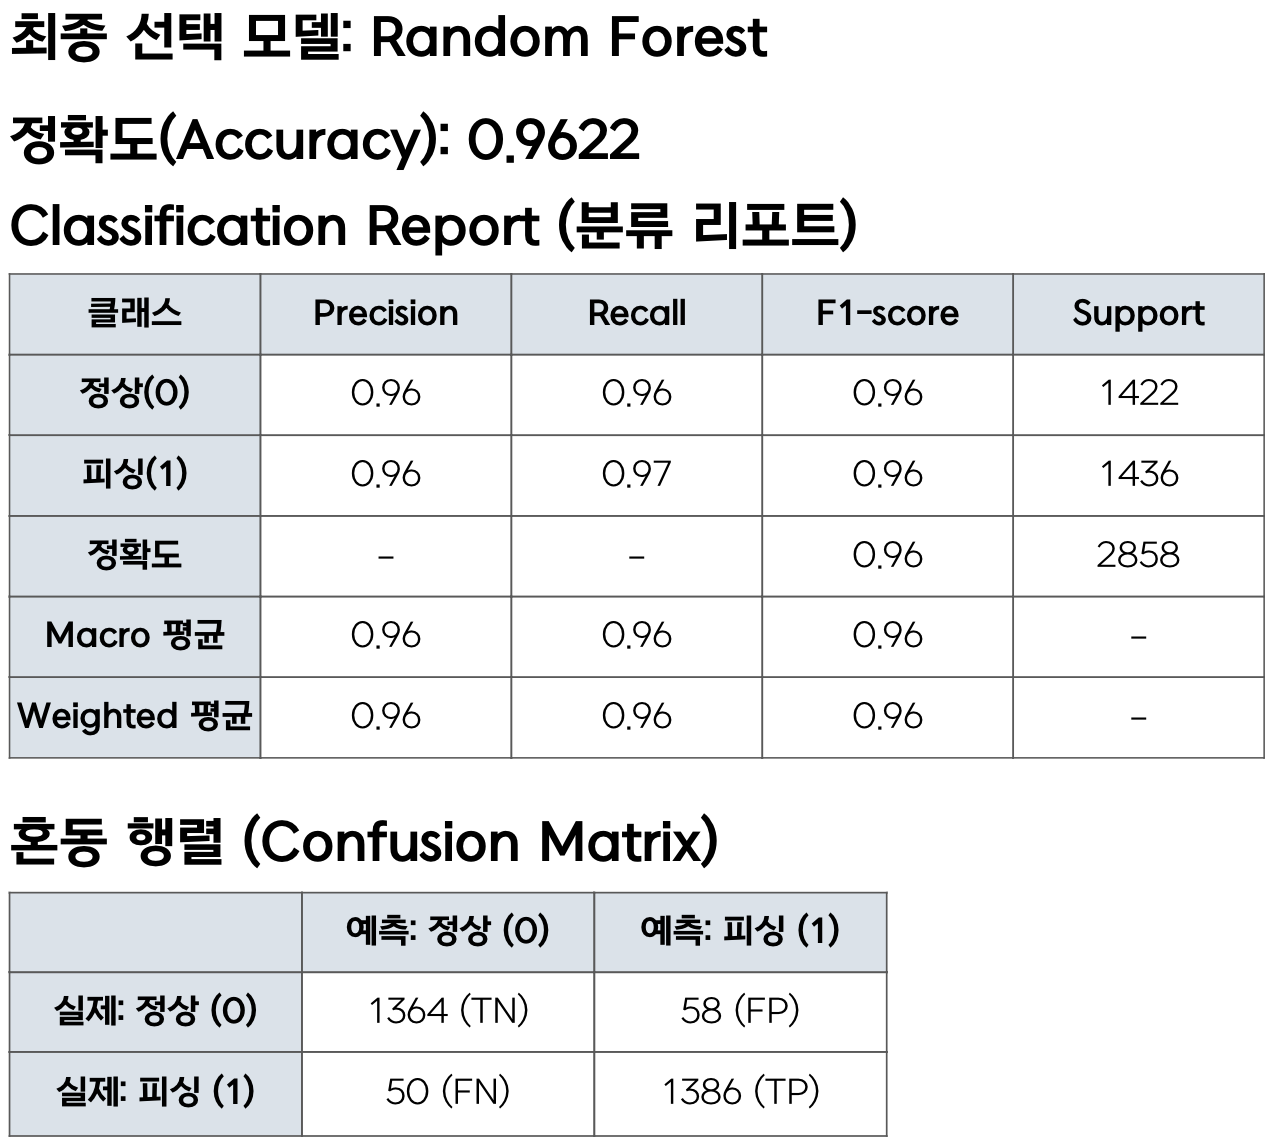 최종 선택 모델: Random Forest
정확도(Accuracy): 0.9622
Classification Report (분류 리포트)
클래스 Precision Recall F1-score Support
정상(0) 0.96 0.96 0.96 1422
피싱(1) 0.96 0.97 0.96 1436
정확도 - - 0.96 2858
Macro 평균 0.96 0.96 0.96 -
Weighted 평균 0.96 0.96 0.96 -
혼동 행렬 (Confusion Matrix)
예측: 정상 (0) 예측: 피싱 (1)
실제: 정상 (0) 1364 (TN) 58 (FP)
실제: 피싱 (1) 50 (FN) 1386 (TP)